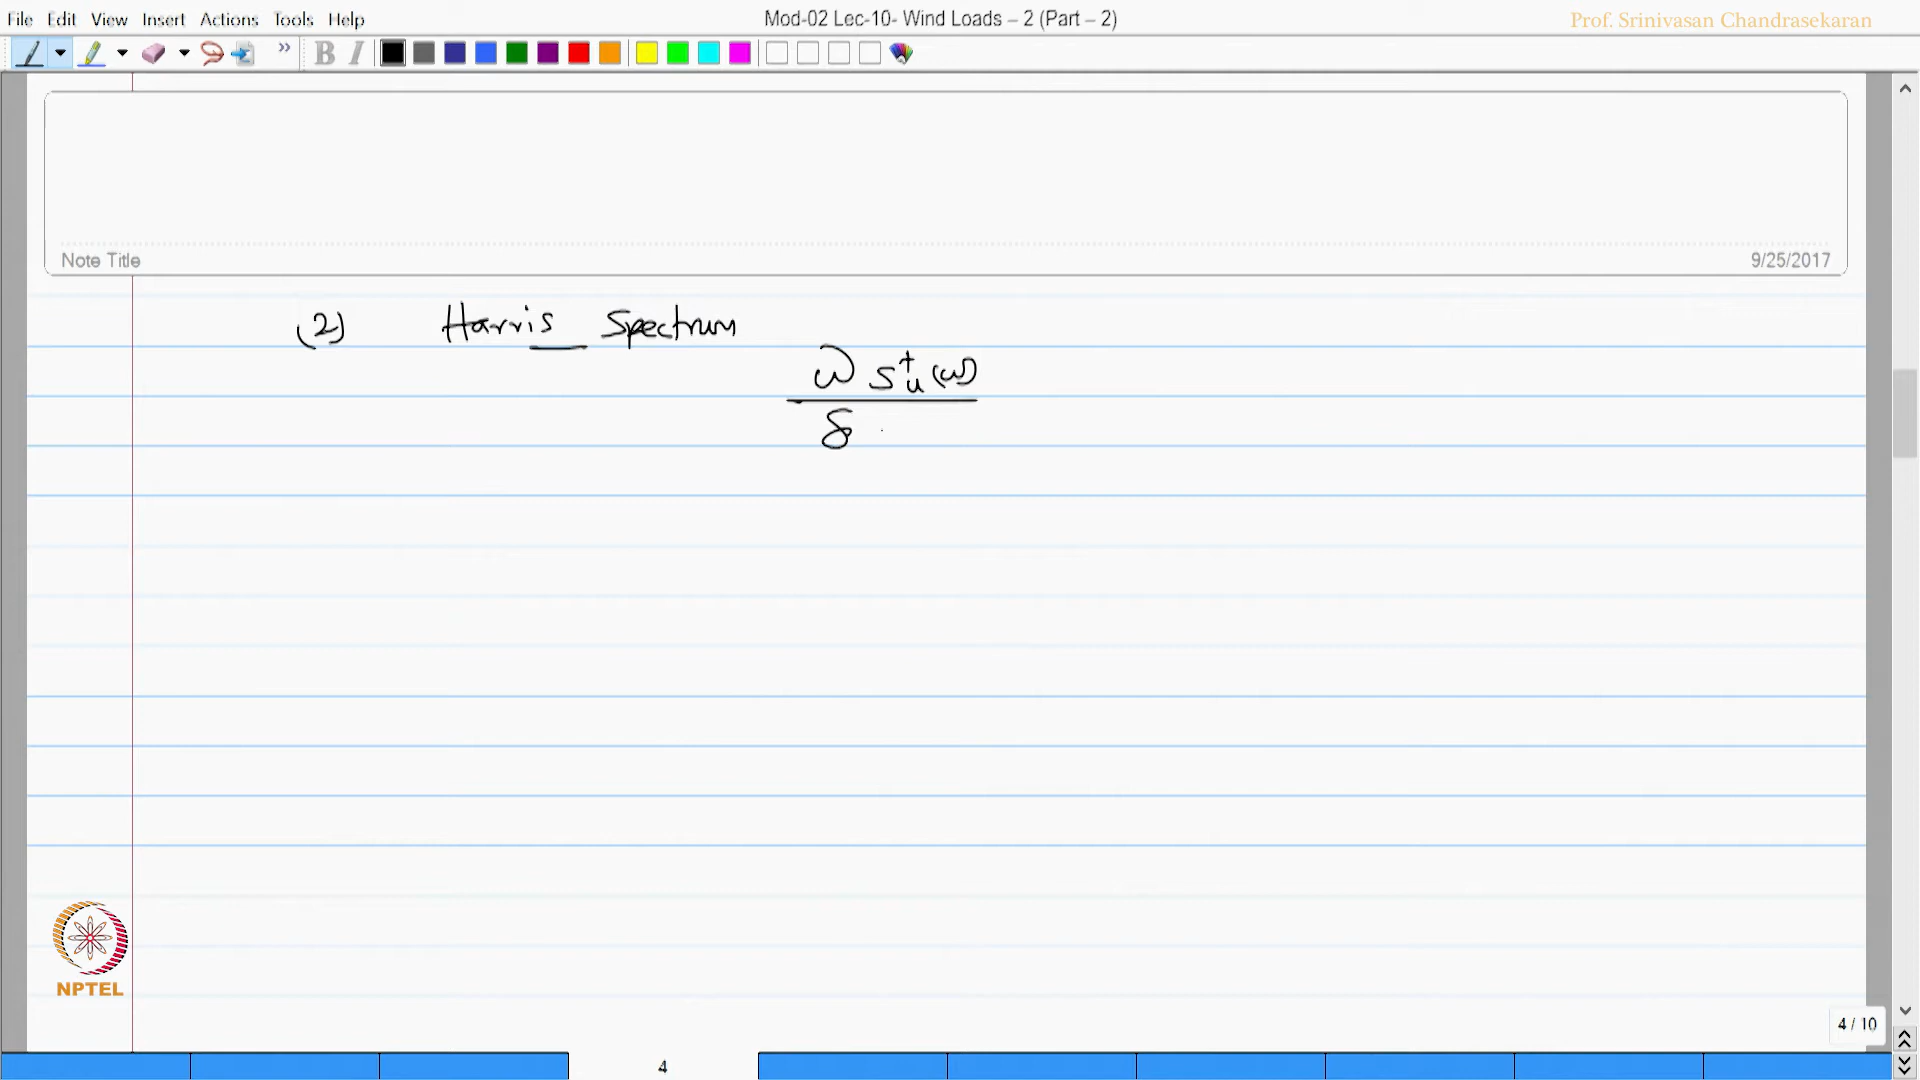 File Edit View Insert Actions Tools Help
Mod-02 Lec-10- Wind Loads – 2 (Part – 2)
Prof. Srinivasan Chandrasekaran
B I
Note Title
9/25/2017
(2) Harris Spectrum
ω S⁺ᵤ(ω)
δ
NPTEL
4 / 10
4